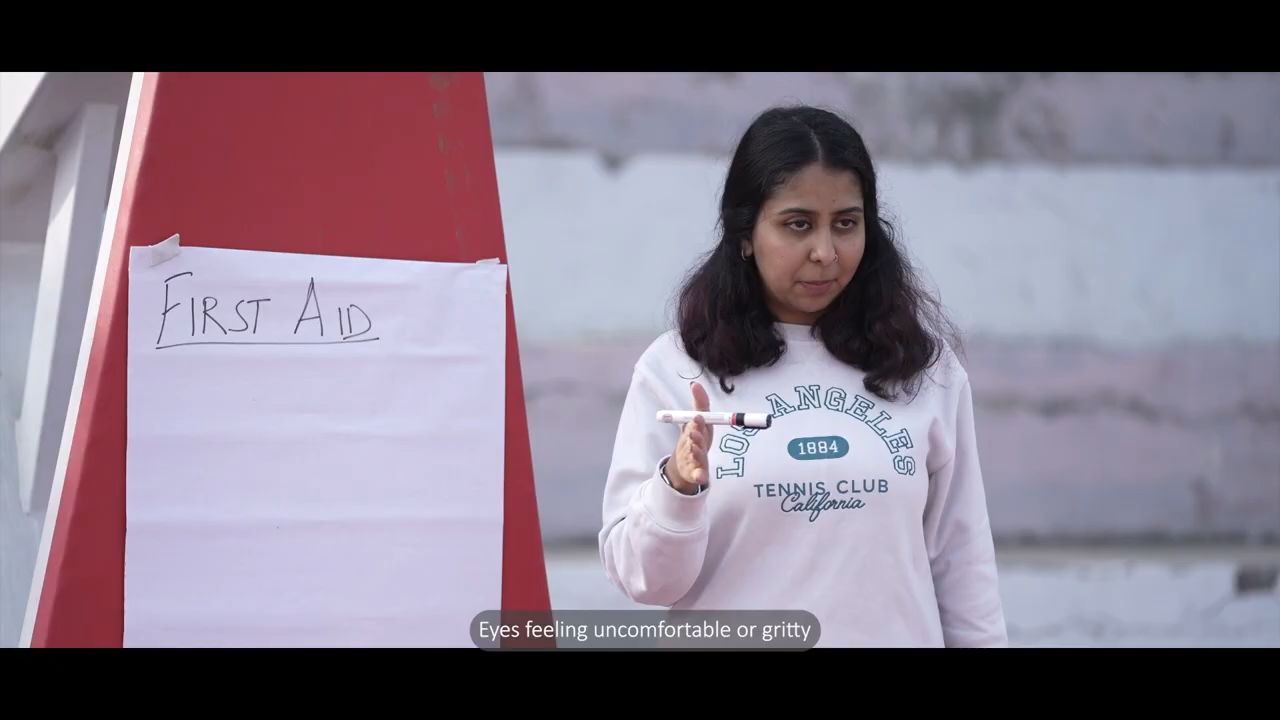 FIRST AID
LOS ANGELES
1884
TENNIS CLUB
California
Eyes feeling uncomfortable or gritty